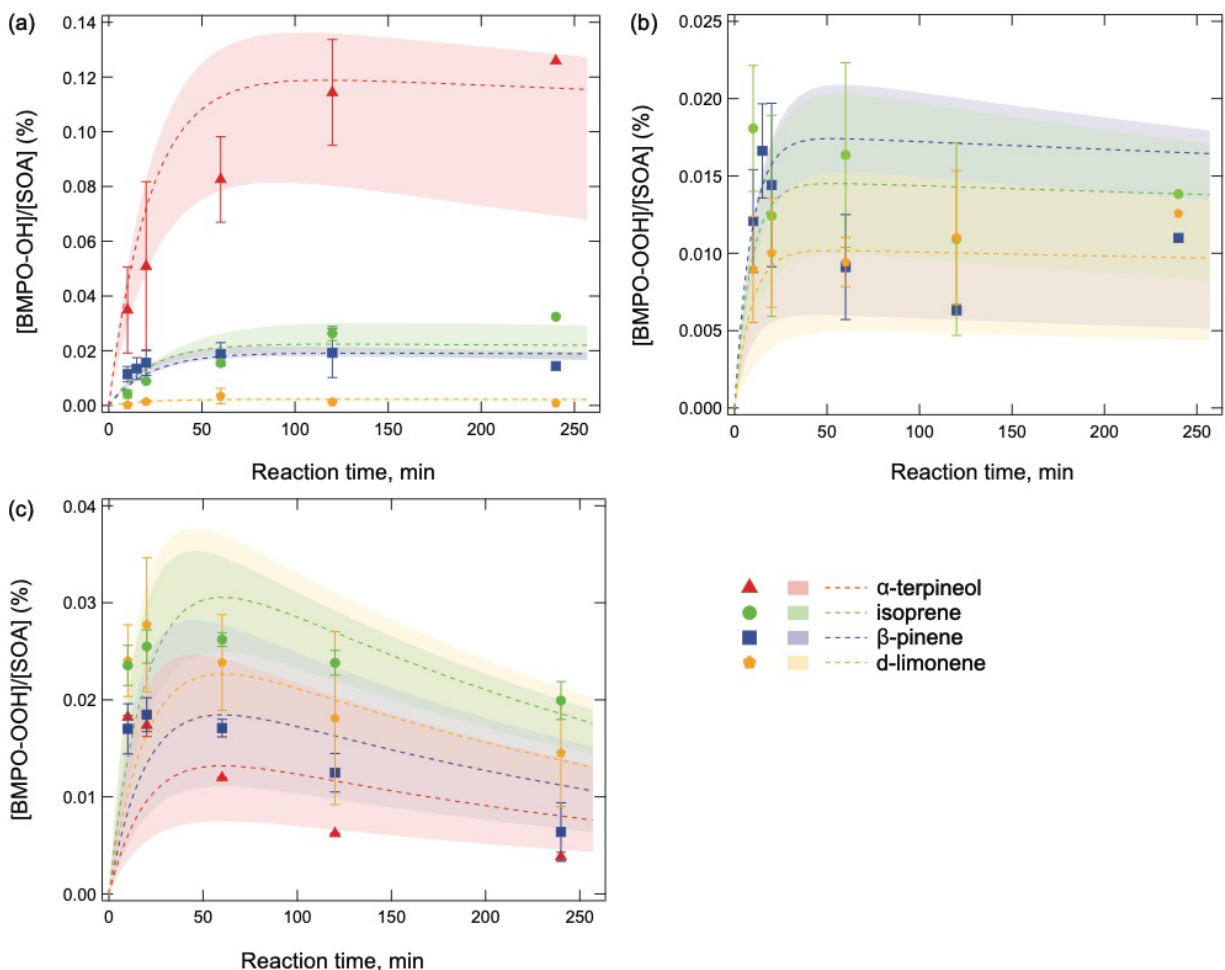 (a)
0.14
0.12
0.10
0.08
0.06
0.04
0.02
0.00
[BMPO-OH]/[SOA] (%)
0 50 100 150 200 250
Reaction time, min
(b)
0.025
0.020
0.015
0.010
0.005
0.000
[BMPO-OOH]/[SOA] (%)
0 50 100 150 200 250
Reaction time, min
(c)
0.04
0.03
0.02
0.01
0.00
[BMPO-OOH]/[SOA] (%)
0 50 100 150 200 250
Reaction time, min
α-terpineol
isoprene
β-pinene
d-limonene